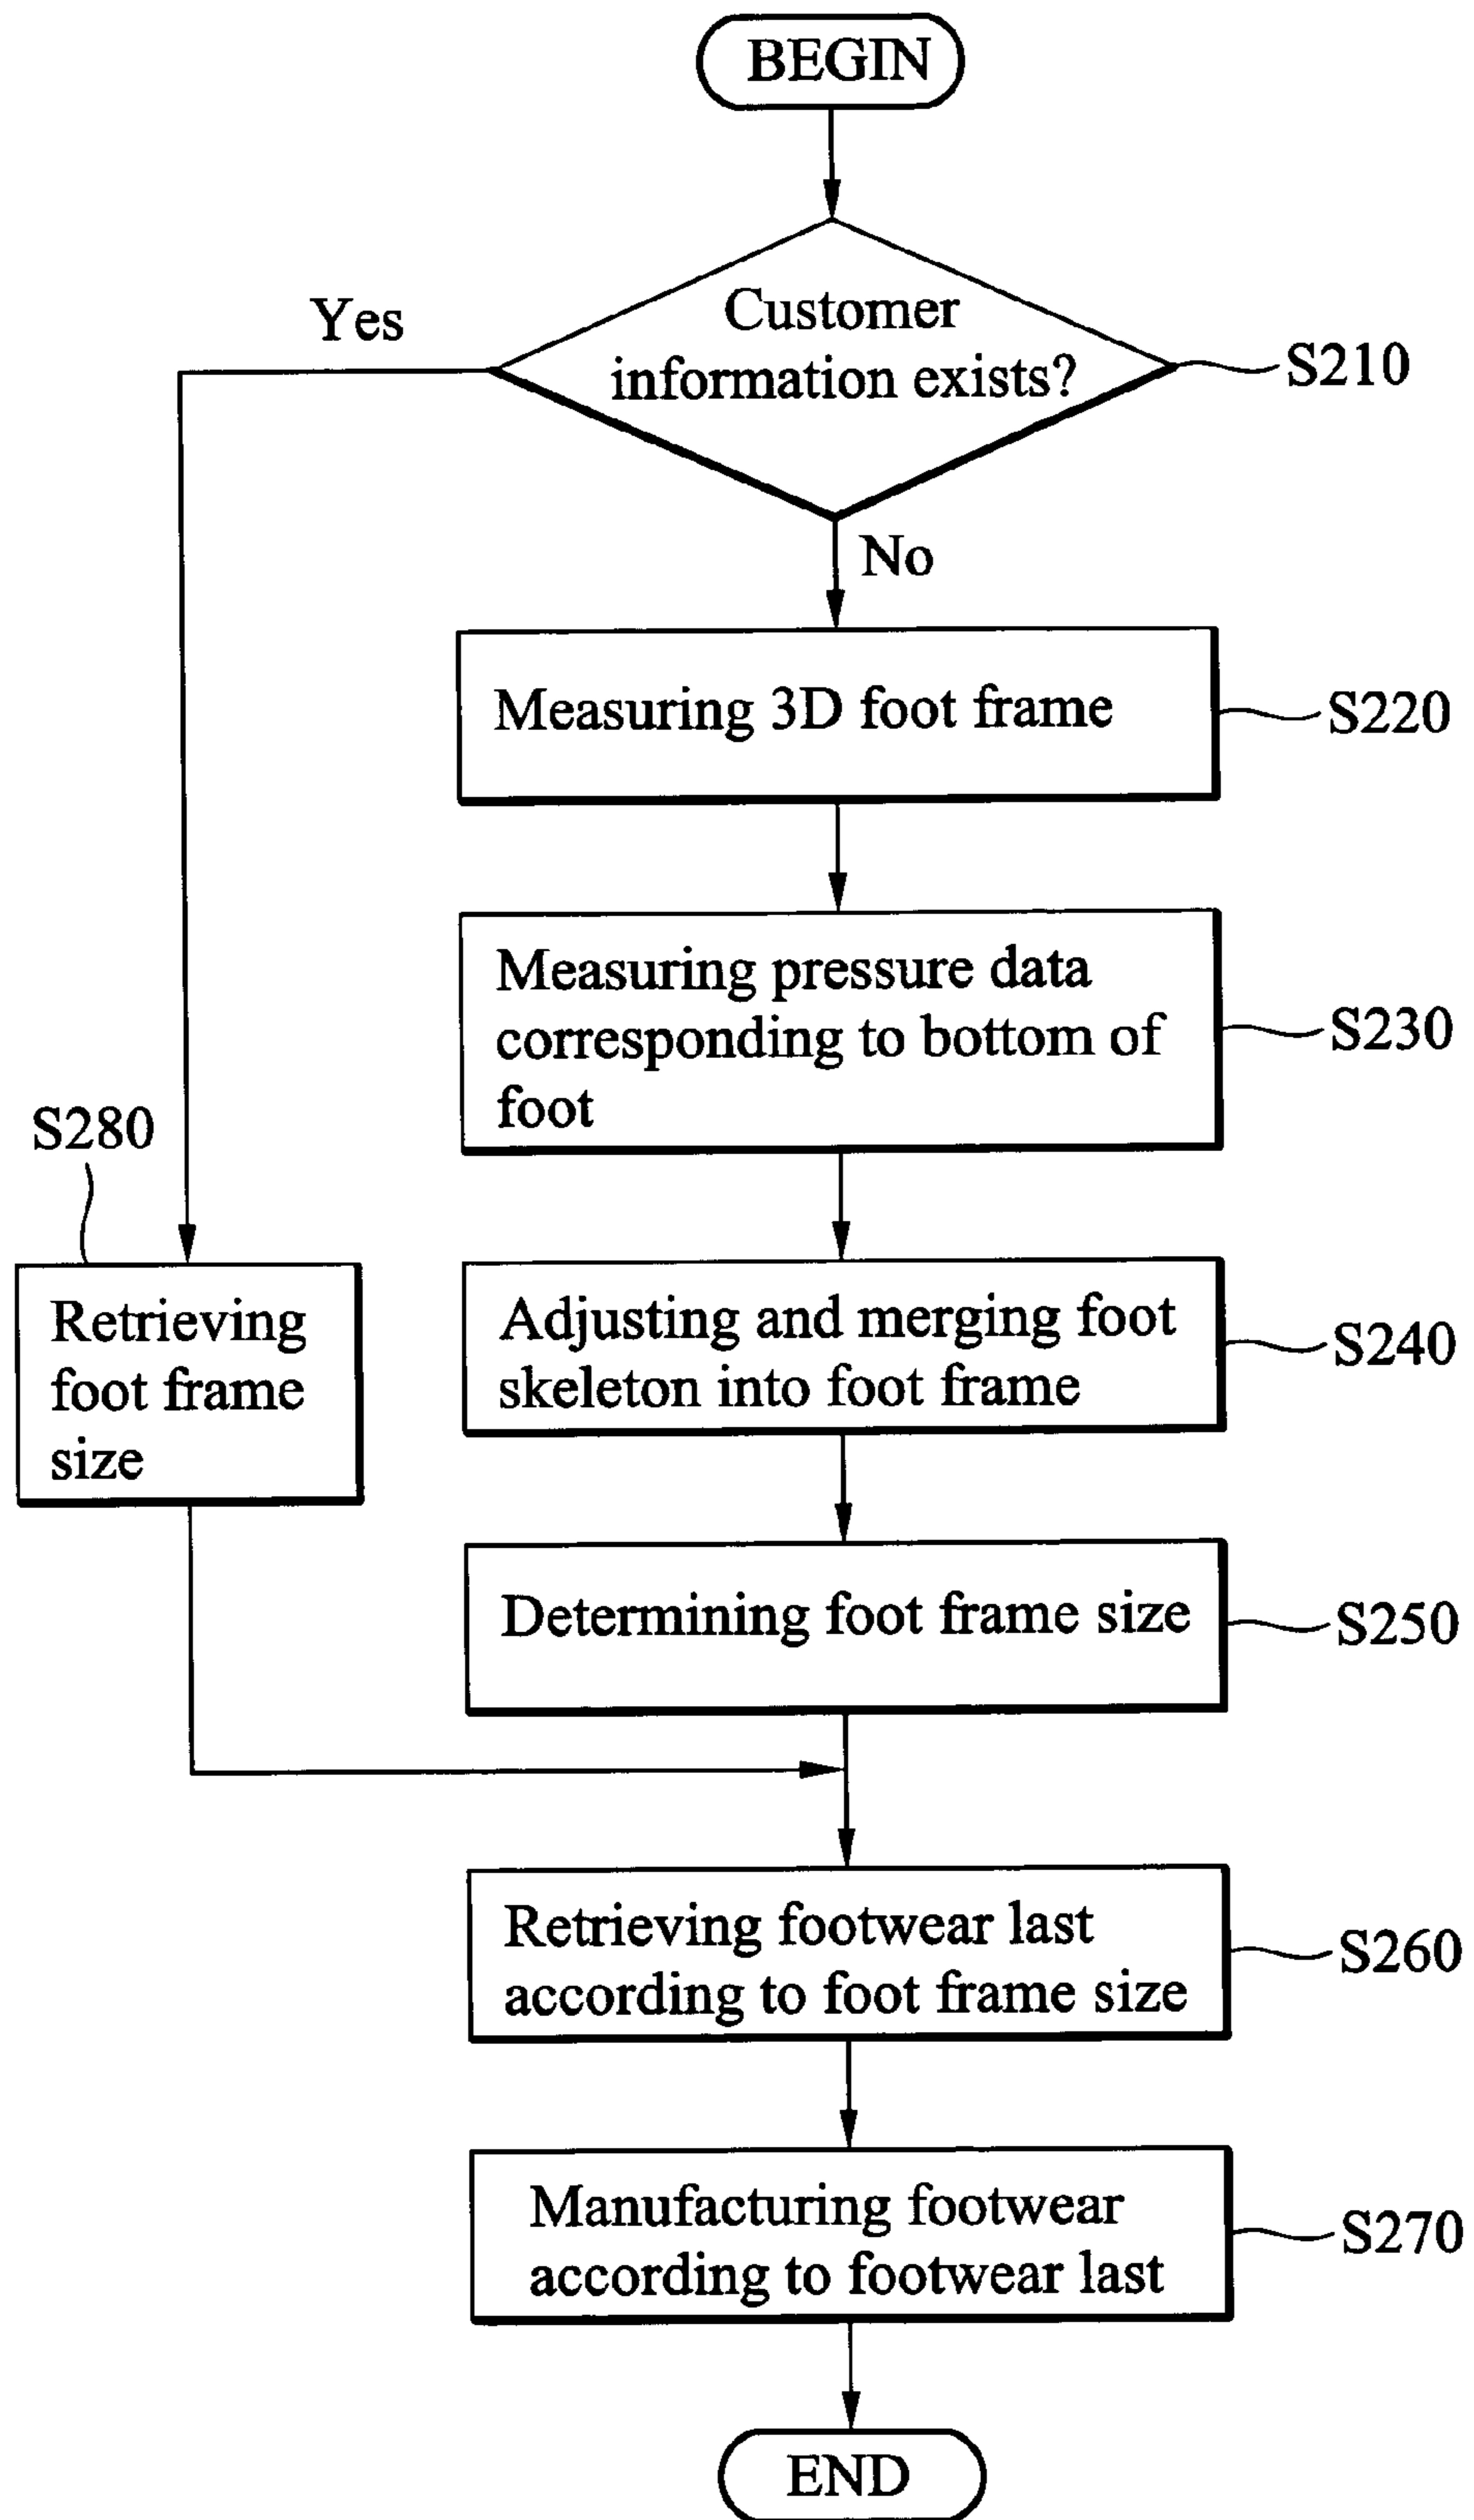 BEGIN
Customer
information exists?
Yes
S210
No
Measuring 3D foot frame
S220
Measuring pressure data
corresponding to bottom of
foot
S230
S280
Retrieving
foot frame
size
Adjusting and merging foot
skeleton into foot frame
S240
Determining foot frame size
S250
Retrieving footwear last
according to foot frame size
S260
Manufacturing footwear
according to footwear last
S270
END